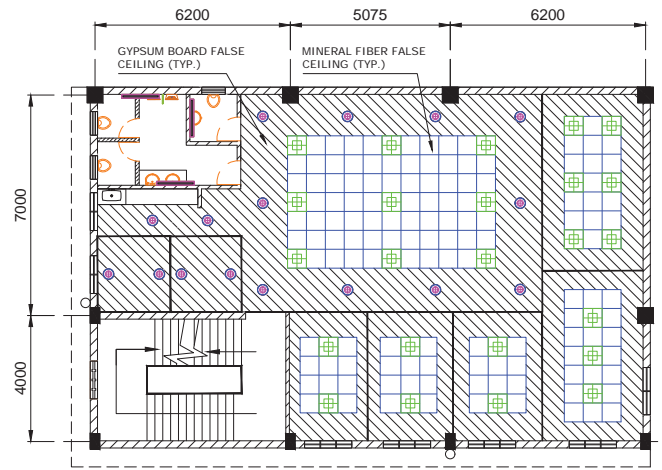 6200
5075
6200
GYPSUM BOARD FALSE
CEILING (TYP.)
MINERAL FIBER FALSE
CEILING (TYP.)
7000
4000